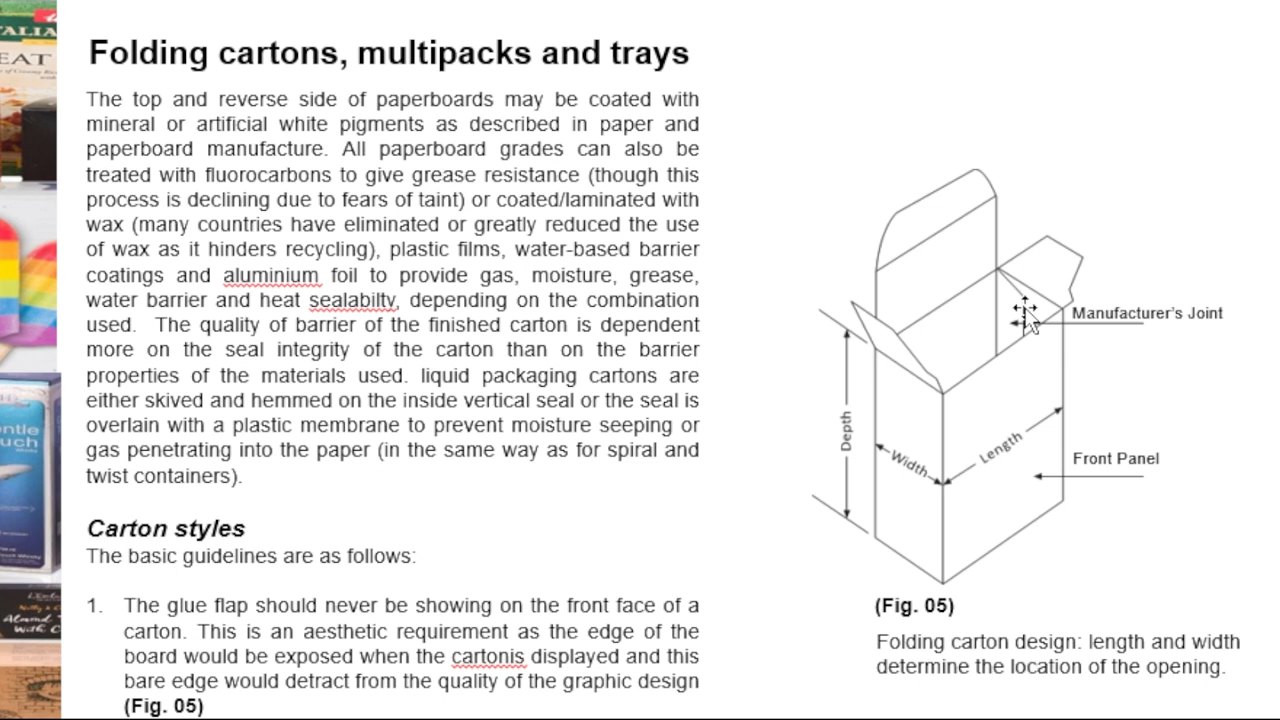 Folding cartons, multipacks and trays
The top and reverse side of paperboards may be coated with
mineral or artificial white pigments as described in paper and
paperboard manufacture. All paperboard grades can also be
treated with fluorocarbons to give grease resistance (though this
process is declining due to fears of taint) or coated/laminated with
wax (many countries have eliminated or greatly reduced the use
of wax as it hinders recycling), plastic films, water-based barrier
coatings and aluminium foil to provide gas, moisture, grease,
water barrier and heat sealabilty, depending on the combination
used.  The quality of barrier of the finished carton is dependent
more on the seal integrity of the carton than on the barrier
properties of the materials used. liquid packaging cartons are
either skived and hemmed on the inside vertical seal or the seal is
overlain with a plastic membrane to prevent moisture seeping or
gas penetrating into the paper (in the same way as for spiral and
twist containers).
Carton styles
The basic guidelines are as follows:
1. The glue flap should never be showing on the front face of a
carton. This is an aesthetic requirement as the edge of the
board would be exposed when the cartonis displayed and this
bare edge would detract from the quality of the graphic design
(Fig. 05)
Manufacturer's Joint
Depth
Width
Length
Front Panel
(Fig. 05)
Folding carton design: length and width
determine the location of the opening.